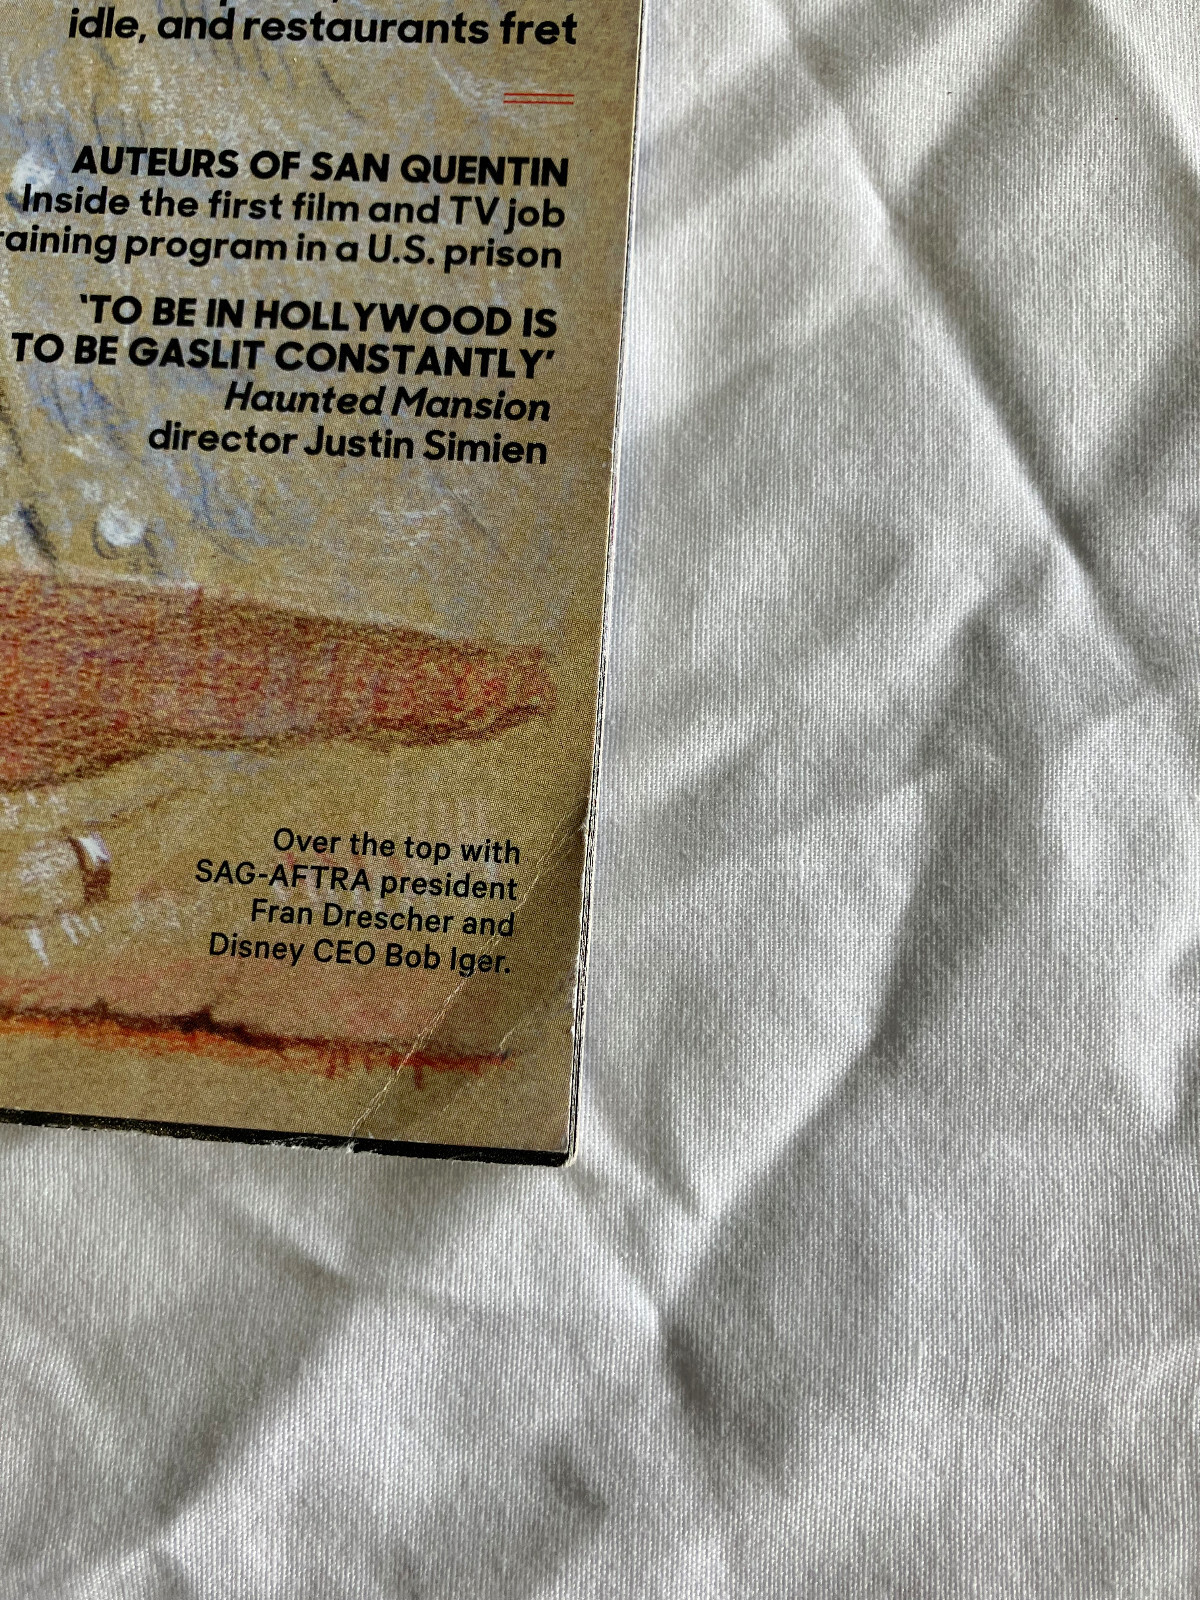 idle, and restaurants fret
AUTEURS OF SAN QUENTIN
Inside the first film and TV job
raining program in a U.S. prison
‘TO BE IN HOLLYWOOD IS
TO BE GASLIT CONSTANTLY’
Haunted Mansion
director Justin Simien
Over the top with
SAG-AFTRA president
Fran Drescher and
Disney CEO Bob Iger.